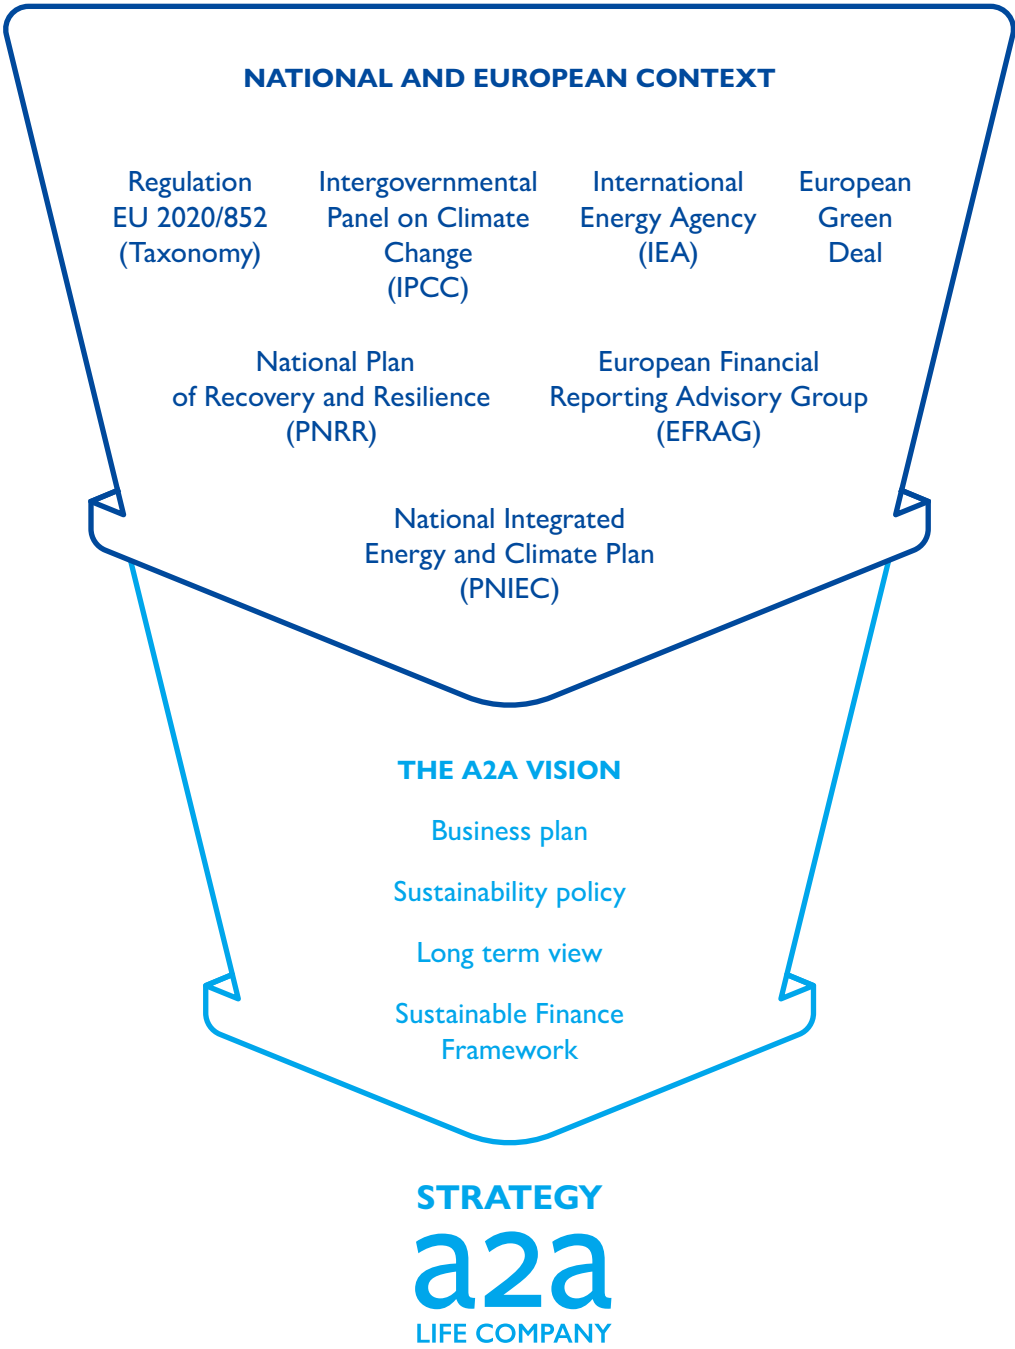 NATIONAL AND EUROPEAN CONTEXT
Regulation
EU 2020/852
(Taxonomy)
Intergovernmental
Panel on Climate
Change
(IPCC)
International
Energy Agency
(IEA)
European
Green
Deal
National Plan
of Recovery and Resilience
(PNRR)
European Financial
Reporting Advisory Group
(EFRAG)
National Integrated
Energy and Climate Plan
(PNIEC)
THE A2A VISION
Business plan
Sustainability policy
Long term view
Sustainable Finance
Framework
STRATEGY
a2a
LIFE COMPANY